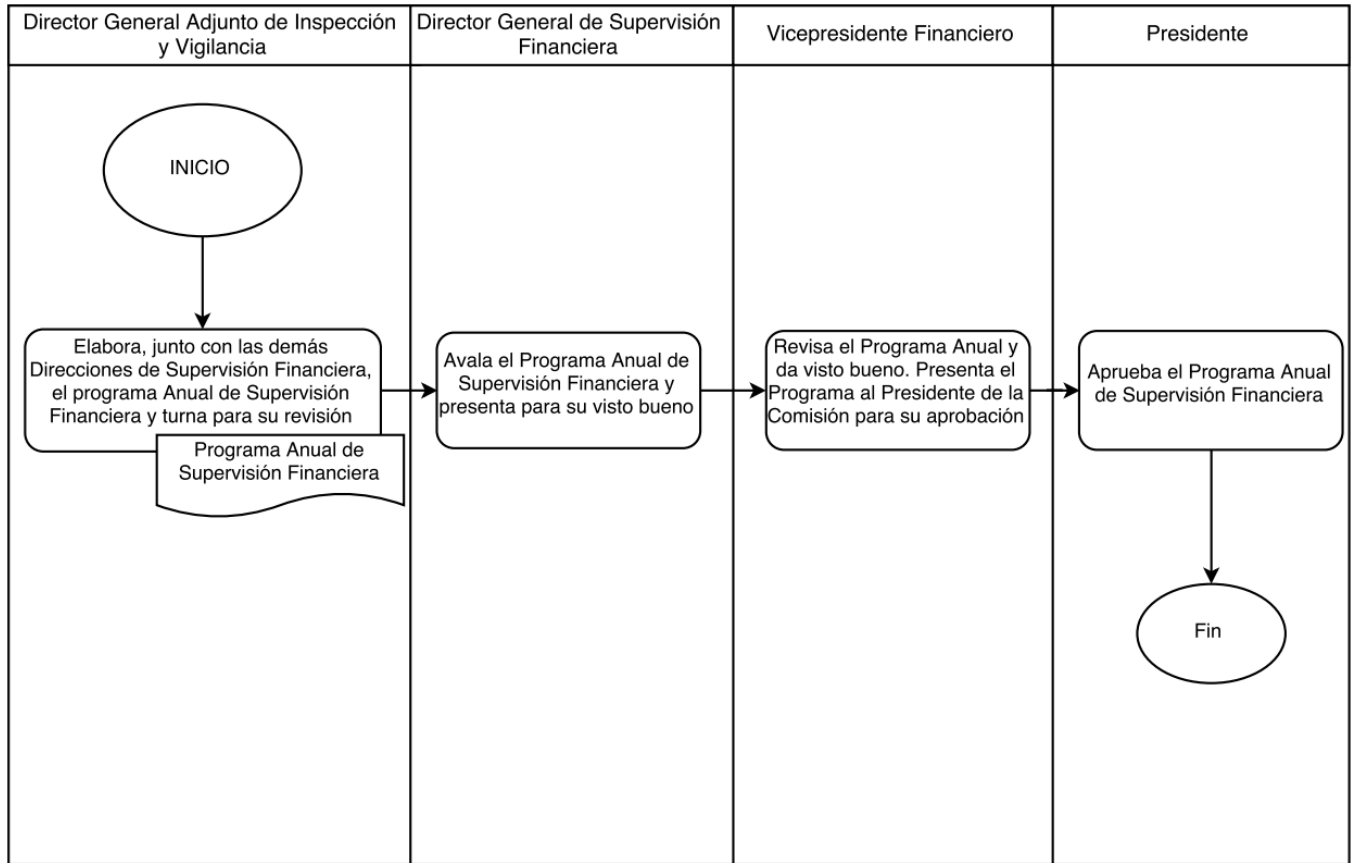 Director General Adjunto de Inspección
y Vigilancia
Director General de Supervisión
Financiera
Vicepresidente Financiero
Presidente
INICIO
Elabora, junto con las demás
Direcciones de Supervisión Financiera,
el programa Anual de Supervisión
Financiera y turna para su revisión
Programa Anual de
Supervisión Financiera
Avala el Programa Anual de
Supervisión Financiera y
presenta para su visto bueno
Revisa el Programa Anual y
da visto bueno. Presenta el
Programa al Presidente de la
Comisión para su aprobación
Aprueba el Programa Anual
de Supervisión Financiera
Fin